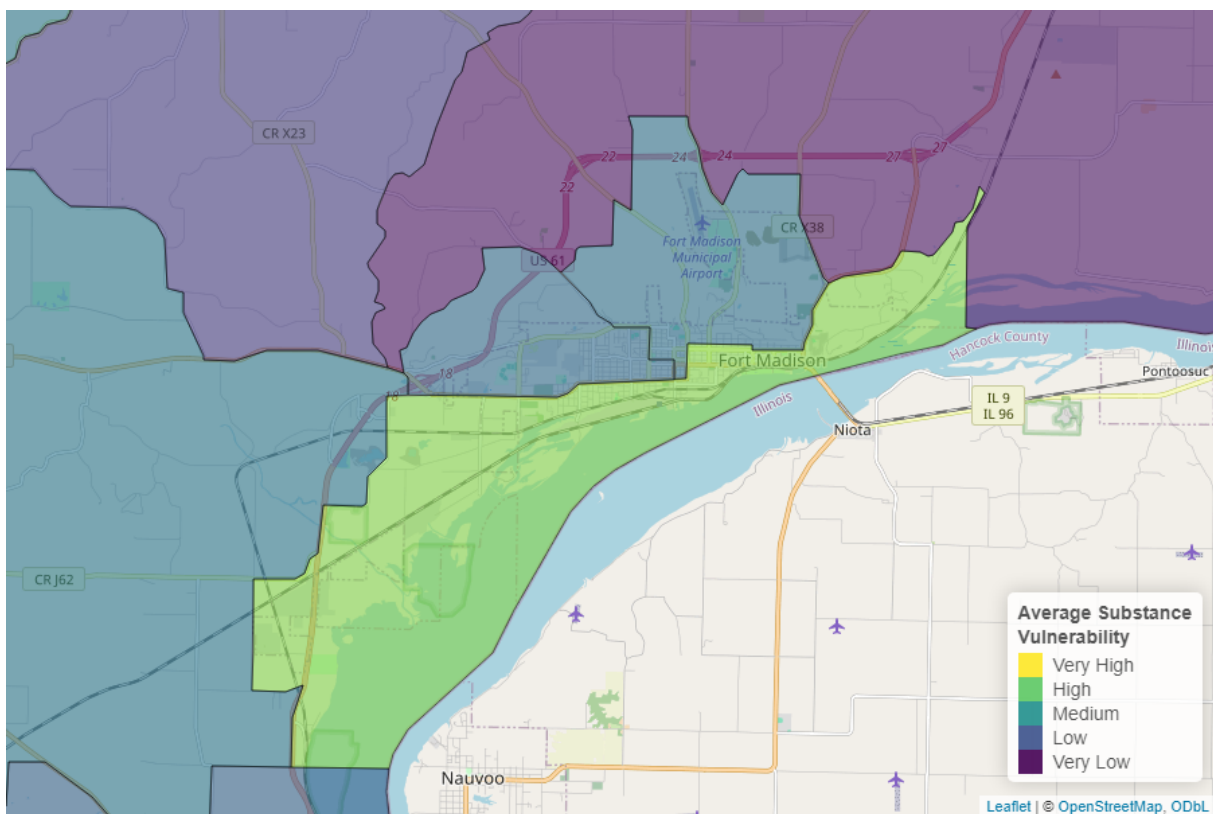 CR X23
22
24
24
27
27
22
CR X38
Fort Madison
Municipal
Airport
US 61
Hancock County
Illinois
Fort Madison
Pontoosuc
18
18
Illinois
IL 9
IL 96
Niota
CR J62
Average Substance
Vulnerability
Very High
High
Medium
Low
Very Low
Nauvoo
Leaflet | © OpenStreetMap, ODbL